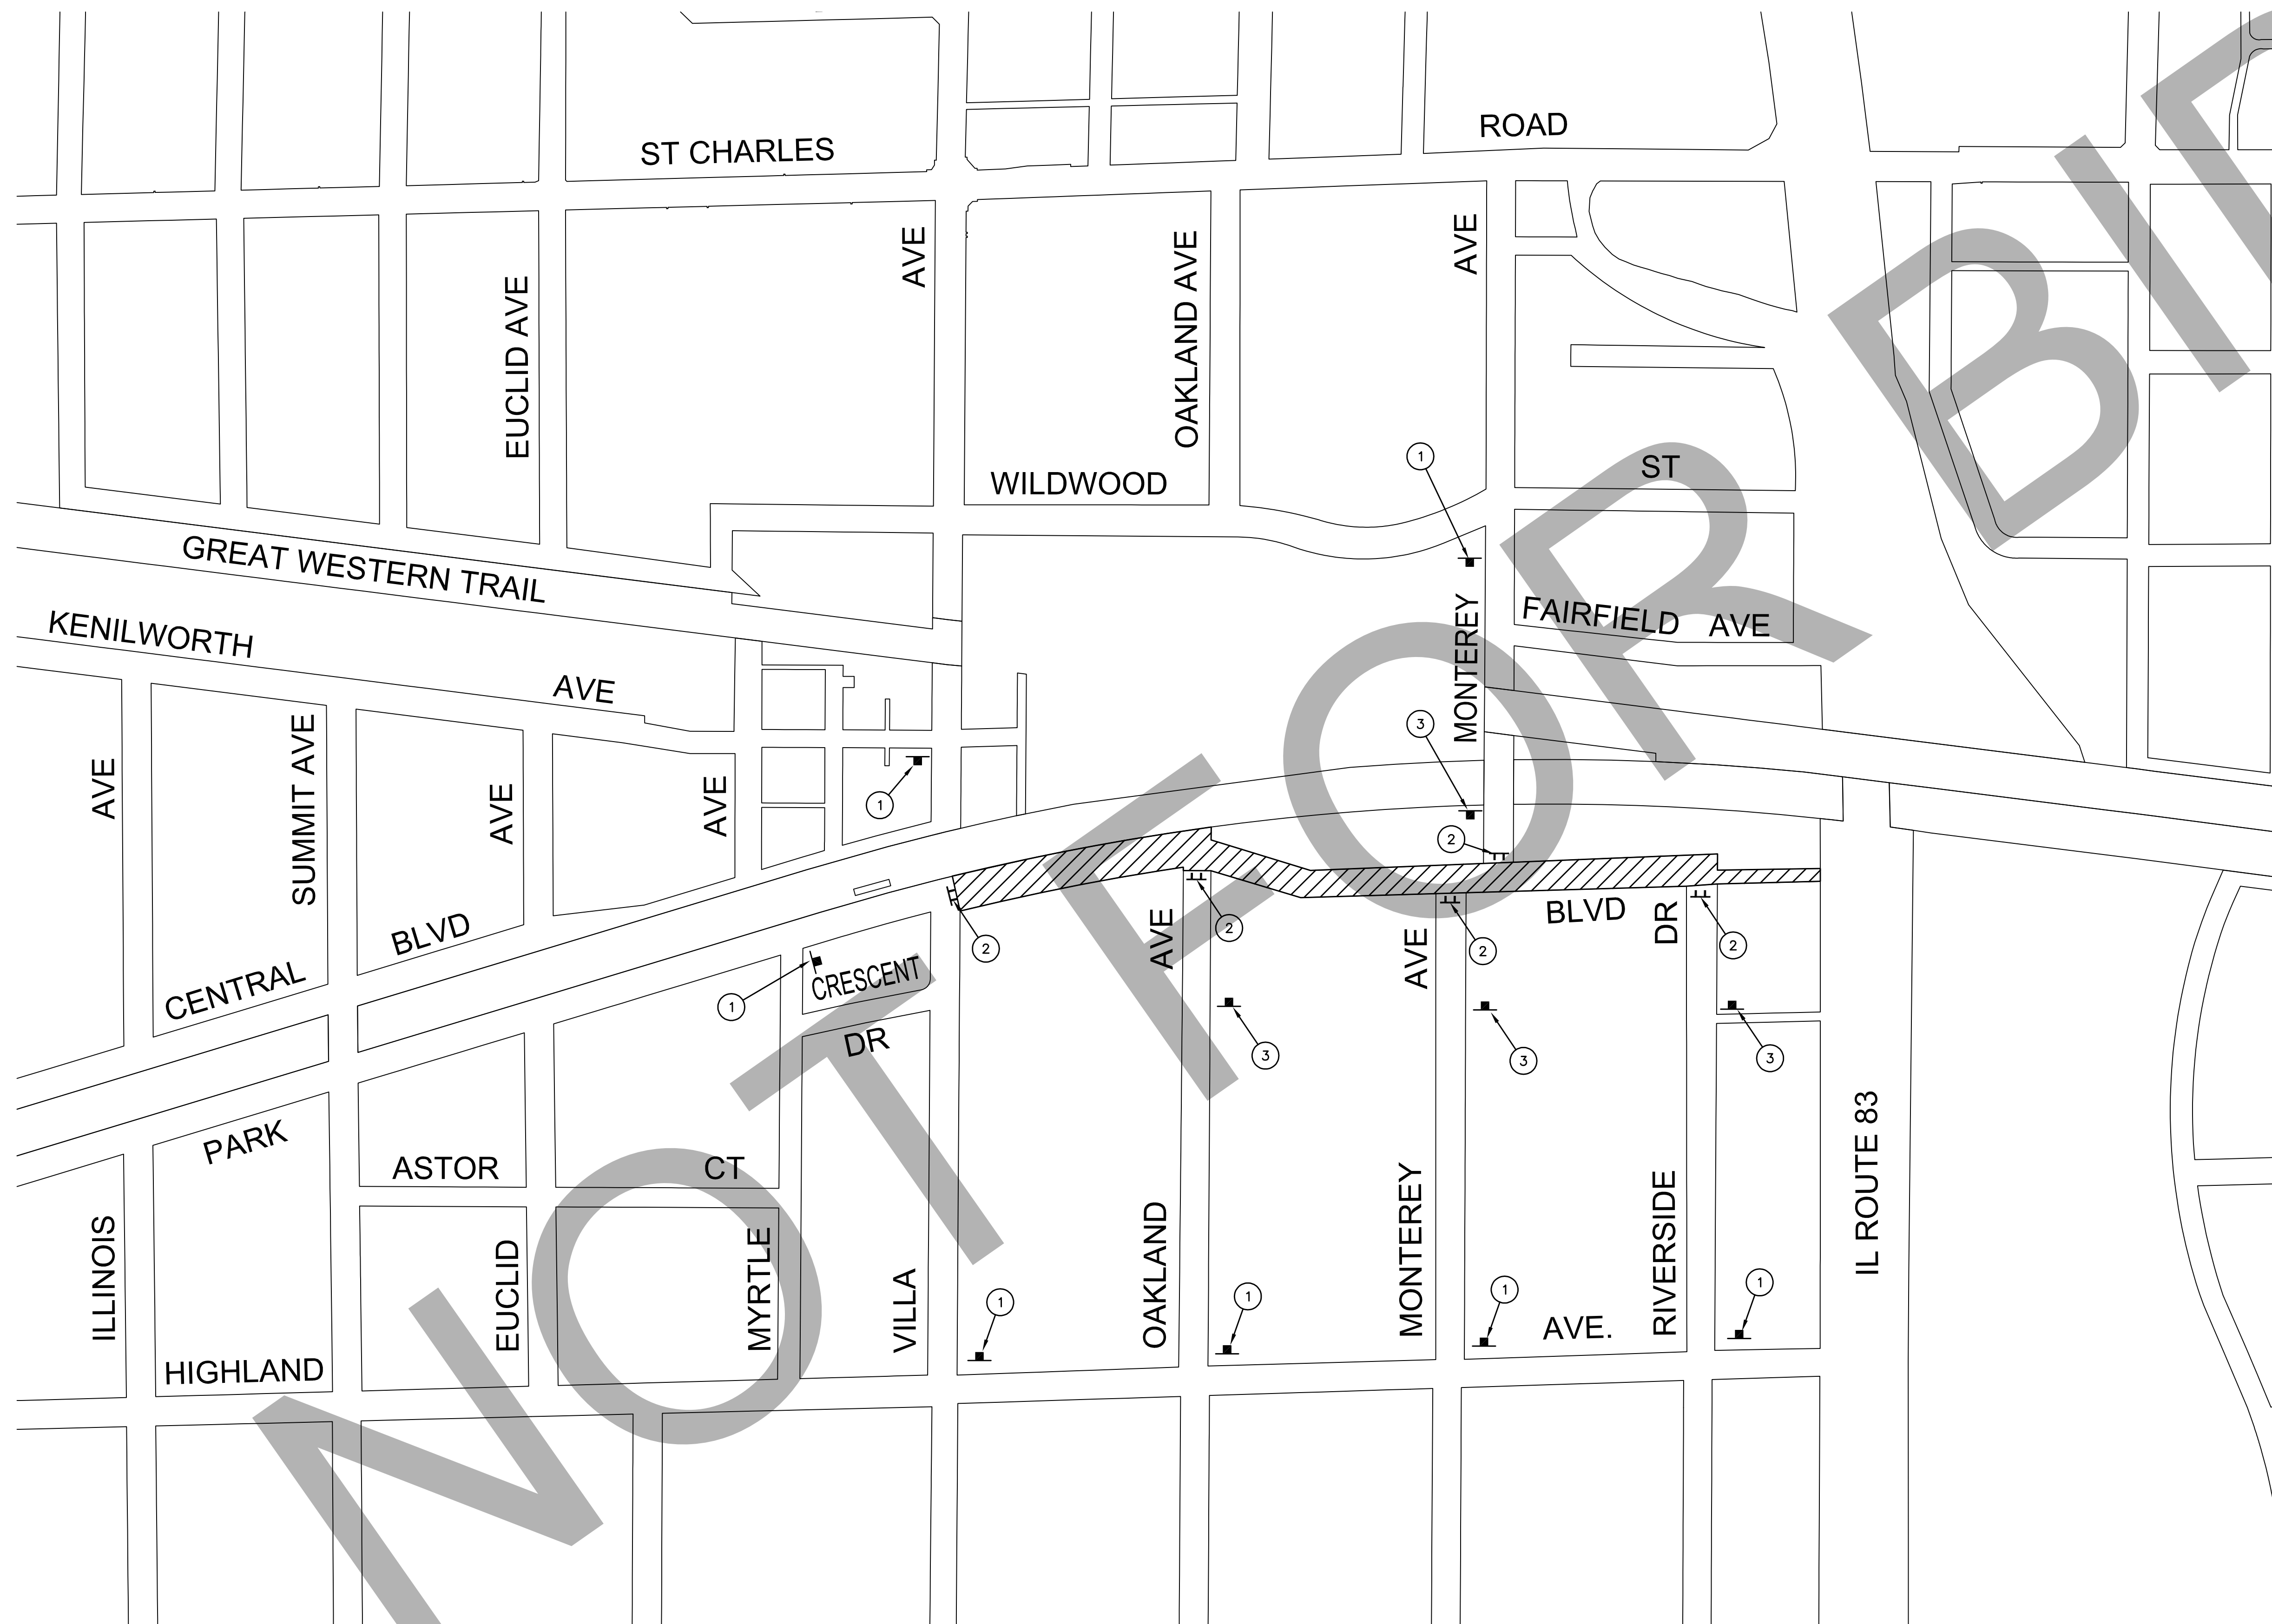 ROAD
ST CHARLES
AVE
AVE
OAKLAND AVE
EUCLID AVE
1
ST
WILDWOOD
GREAT WESTERN TRAIL
MONTEREY
FAIRFIELD AVE
KENILWORTH
AVE
3
SUMMIT AVE
AVE
AVE
AVE
1
2
BLVD
BLVD
DR
AVE
AVE
2
2
2
2
CENTRAL
CRESCENT
1
DR
3
3
3
PARK
IL ROUTE 83
ASTOR
CT
ILLINOIS
EUCLID
MYRTLE
VILLA
OAKLAND
MONTEREY
RIVERSIDE
1
1
1
1
AVE.
HIGHLAND
NOT FOR